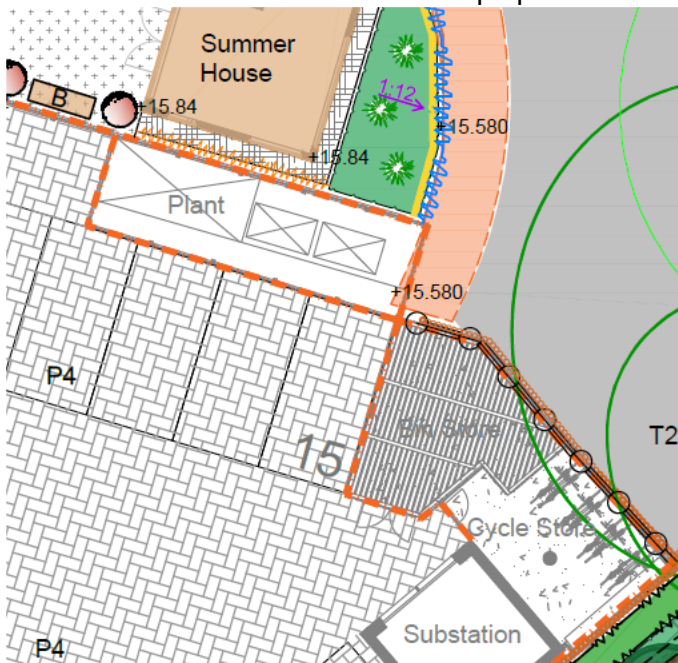 Summer
House
B
+15.84
1:12
+15.580
+15.84
Plant
+15.580
P4
15
Bin Store
T2
Cycle Store
Substation
P4